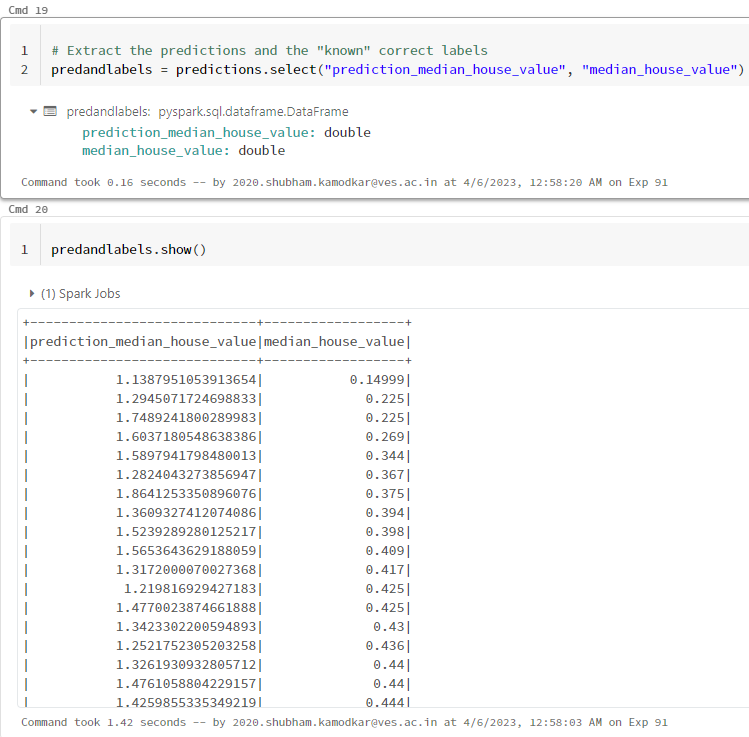 Cmd 19
1 # Extract the predictions and the "known" correct labels
2 predandlabels = predictions.select("prediction_median_house_value", "median_house_value")
predandlabels: pyspark.sql.dataframe.DataFrame
prediction_median_house_value: double
median_house_value: double
Command took 0.16 seconds -- by 2020.shubham.kamodkar@ves.ac.in at 4/6/2023, 12:58:20 AM on Exp 91
Cmd 20
1 predandlabels.show()
(1) Spark Jobs
+-----------------------------+------------------+
|prediction_median_house_value|median_house_value|
+-----------------------------+------------------+
|           1.1387951053913654|           0.14999|
|           1.2945071724698833|             0.225|
|           1.7489241800289983|             0.225|
|           1.6037180548638386|             0.269|
|           1.5897941798480013|             0.344|
|           1.2824043273856947|             0.367|
|           1.8641253350896076|             0.375|
|           1.3609327412074086|             0.394|
|           1.5239289280125217|             0.398|
|           1.5653643629188059|             0.409|
|           1.3172000070027368|             0.417|
|            1.219816929427183|             0.425|
|           1.4770023874661888|             0.425|
|           1.3423302200594893|              0.43|
|           1.2521752305203258|             0.436|
|           1.3261930932805712|              0.44|
|           1.4761058804229157|              0.44|
|           1.4259855335349219|             0.444|
Command took 1.42 seconds -- by 2020.shubham.kamodkar@ves.ac.in at 4/6/2023, 12:58:03 AM on Exp 91